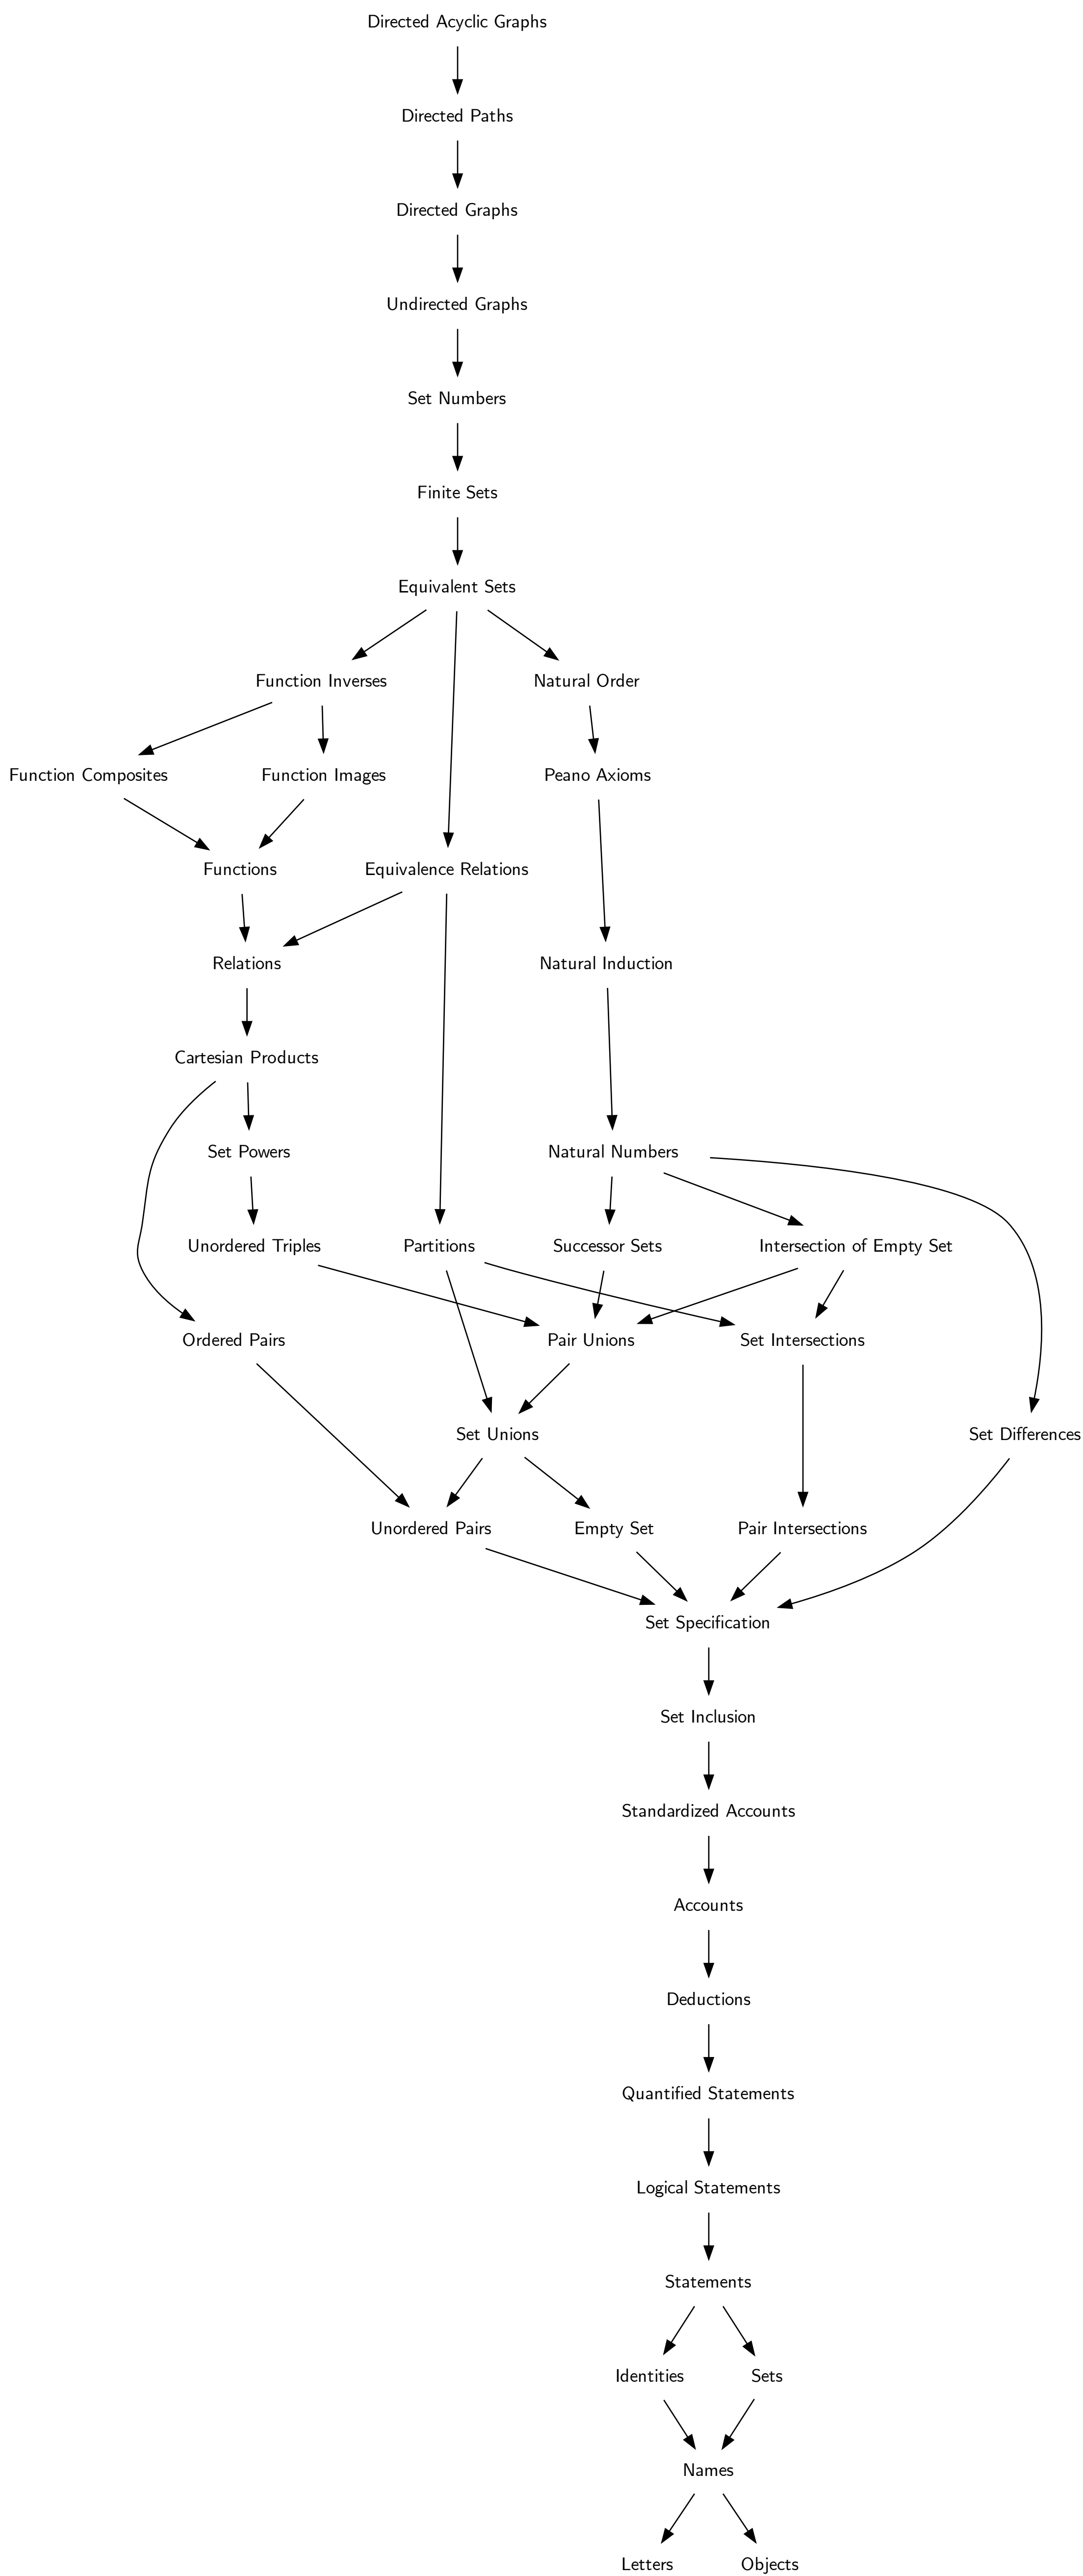 Directed Acyclic Graphs
Directed Paths
Directed Graphs
Undirected Graphs
Set Numbers
Finite Sets
Equivalent Sets
Function Inverses
Natural Order
Function Composites
Function Images
Peano Axioms
Functions
Equivalence Relations
Relations
Natural Induction
Cartesian Products
Set Powers
Natural Numbers
Unordered Triples
Partitions
Successor Sets
Intersection of Empty Set
Ordered Pairs
Pair Unions
Set Intersections
Set Unions
Set Differences
Unordered Pairs
Empty Set
Pair Intersections
Set Specification
Set Inclusion
Standardized Accounts
Accounts
Deductions
Quantified Statements
Logical Statements
Statements
Identities
Sets
Names
Letters
Objects